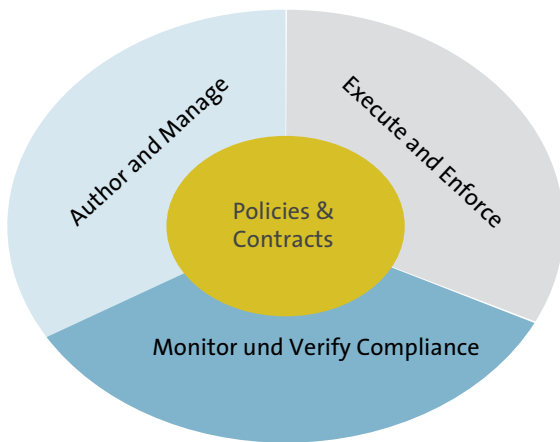 Author and Manage
Execute and Enforce
Policies &
Contracts
Monitor und Verify Compliance